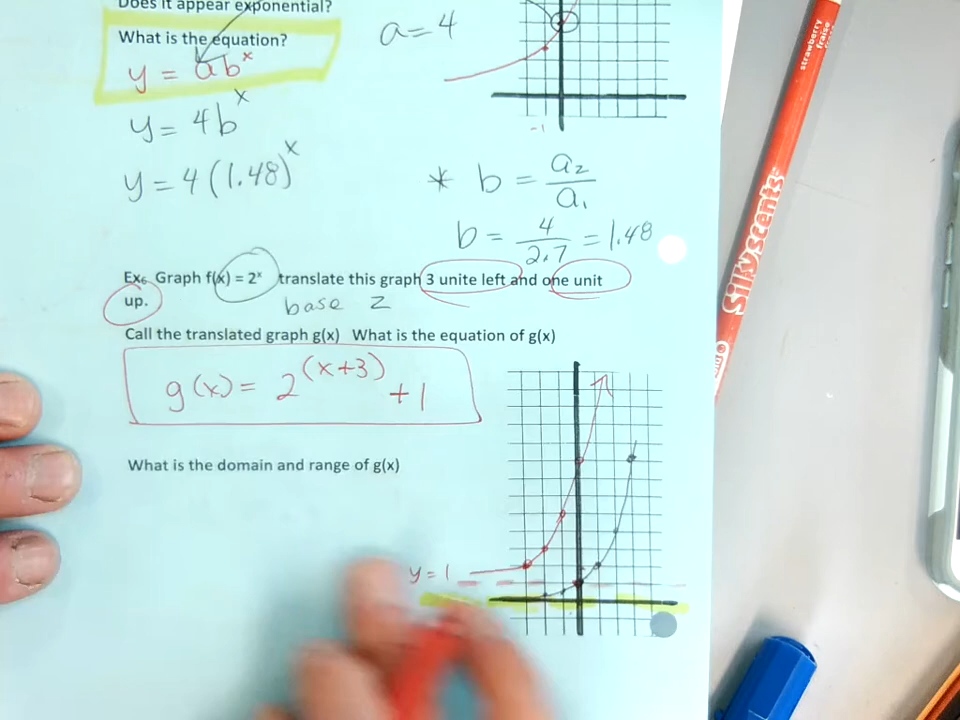 Does it appear exponential?
a = 4
What is the equation?
y = ab^x
-1
y = 4b^x
y = 4(1.48)^x
* b = a₂/a₁
b = 4/2.7 = 1.48
Ex6 Graph f(x) = 2^x translate this graph 3 unite left and one unit
up.
base 2
Call the translated graph g(x) What is the equation of g(x)
g(x) = 2^(x+3) + 1
What is the domain and range of g(x)
y = 1
strawberry
fraise
Silly scents